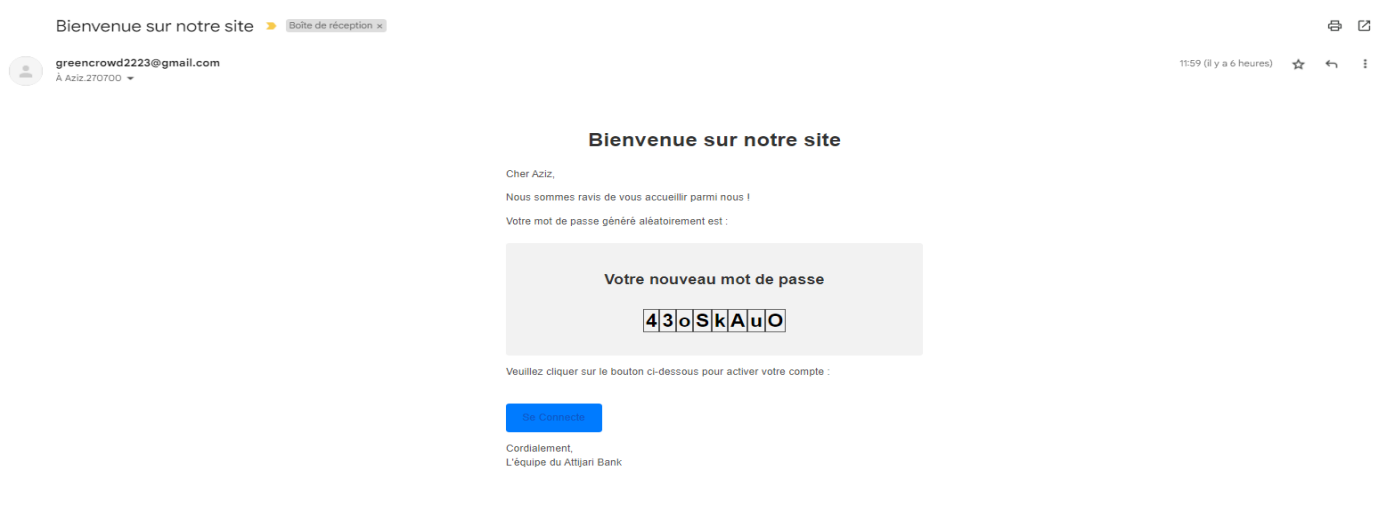 Bienvenue sur notre site
Boîte de réception ×
greencrowd2223@gmail.com
À Aziz.270700
11:59 (il y a 6 heures)
Bienvenue sur notre site
Cher Aziz,
Nous sommes ravis de vous accueillir parmi nous !
Votre mot de passe généré aléatoirement est :
Votre nouveau mot de passe
43oSkAuO
Veuillez cliquer sur le bouton ci-dessous pour activer votre compte :
Se Connecte
Cordialement,
L'équipe du Attijari Bank